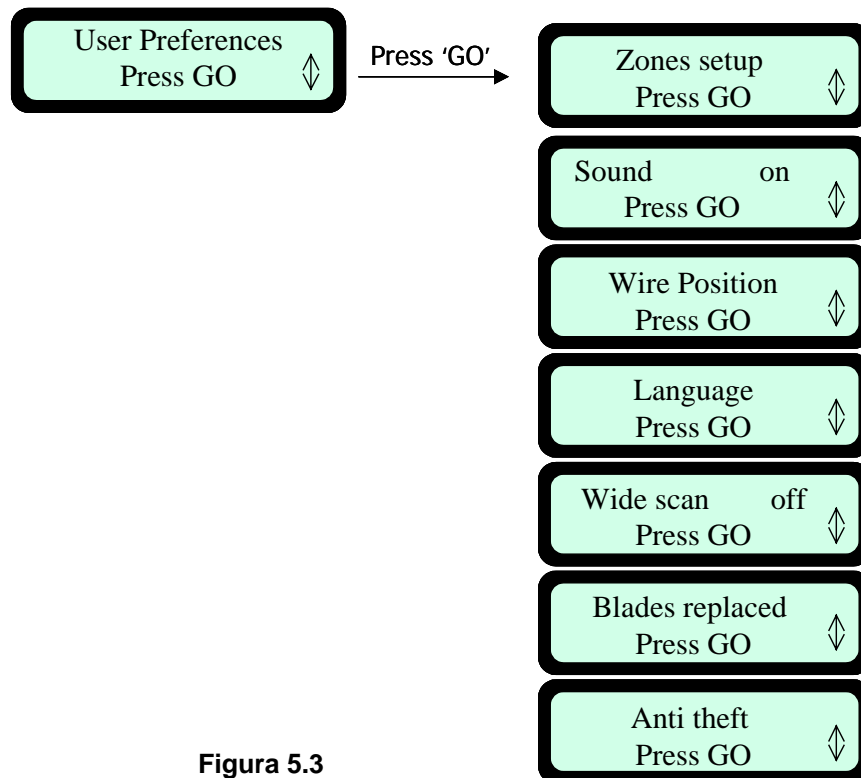 User Preferences
Press GO
Press 'GO'
Zones setup
Press GO
Sound on
Press GO
Wire Position
Press GO
Language
Press GO
Wide scan off
Press GO
Blades replaced
Press GO
Anti theft
Press GO
Figura 5.3